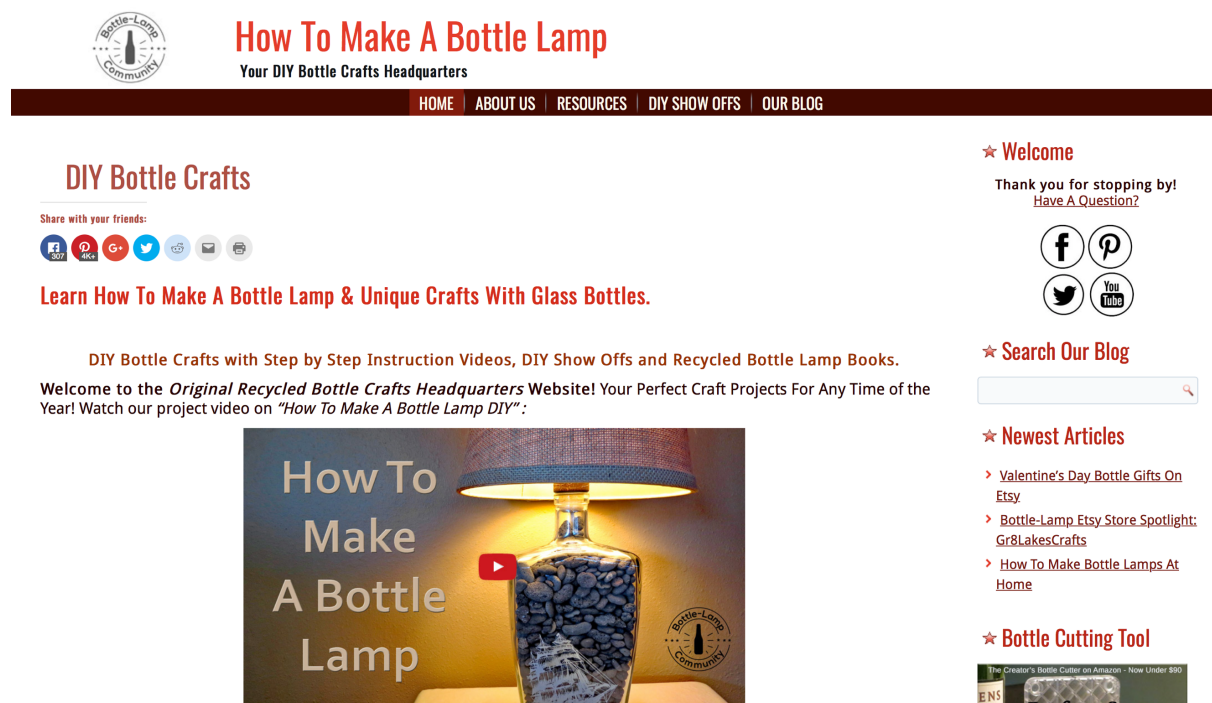 Bottle-Lamp
Community
How To Make A Bottle Lamp
Your DIY Bottle Crafts Headquarters
HOME
ABOUT US
RESOURCES
DIY SHOW OFFS
OUR BLOG
DIY Bottle Crafts
Share with your friends:
307
4K+
G+
Learn How To Make A Bottle Lamp & Unique Crafts With Glass Bottles.
DIY Bottle Crafts with Step by Step Instruction Videos, DIY Show Offs and Recycled Bottle Lamp Books.
Welcome to the Original Recycled Bottle Crafts Headquarters Website! Your Perfect Craft Projects For Any Time of the
Year! Watch our project video on “How To Make A Bottle Lamp DIY” :
How To
Make
A Bottle
Lamp
Bottle-Lamp
Community
Welcome
Thank you for stopping by!
Have A Question?
You
Tube
Search Our Blog
Newest Articles
Valentine's Day Bottle Gifts On
Etsy
Bottle-Lamp Etsy Store Spotlight:
Gr8LakesCrafts
How To Make Bottle Lamps At
Home
Bottle Cutting Tool
The Creator's Bottle Cutter on Amazon - Now Under $90
ENS